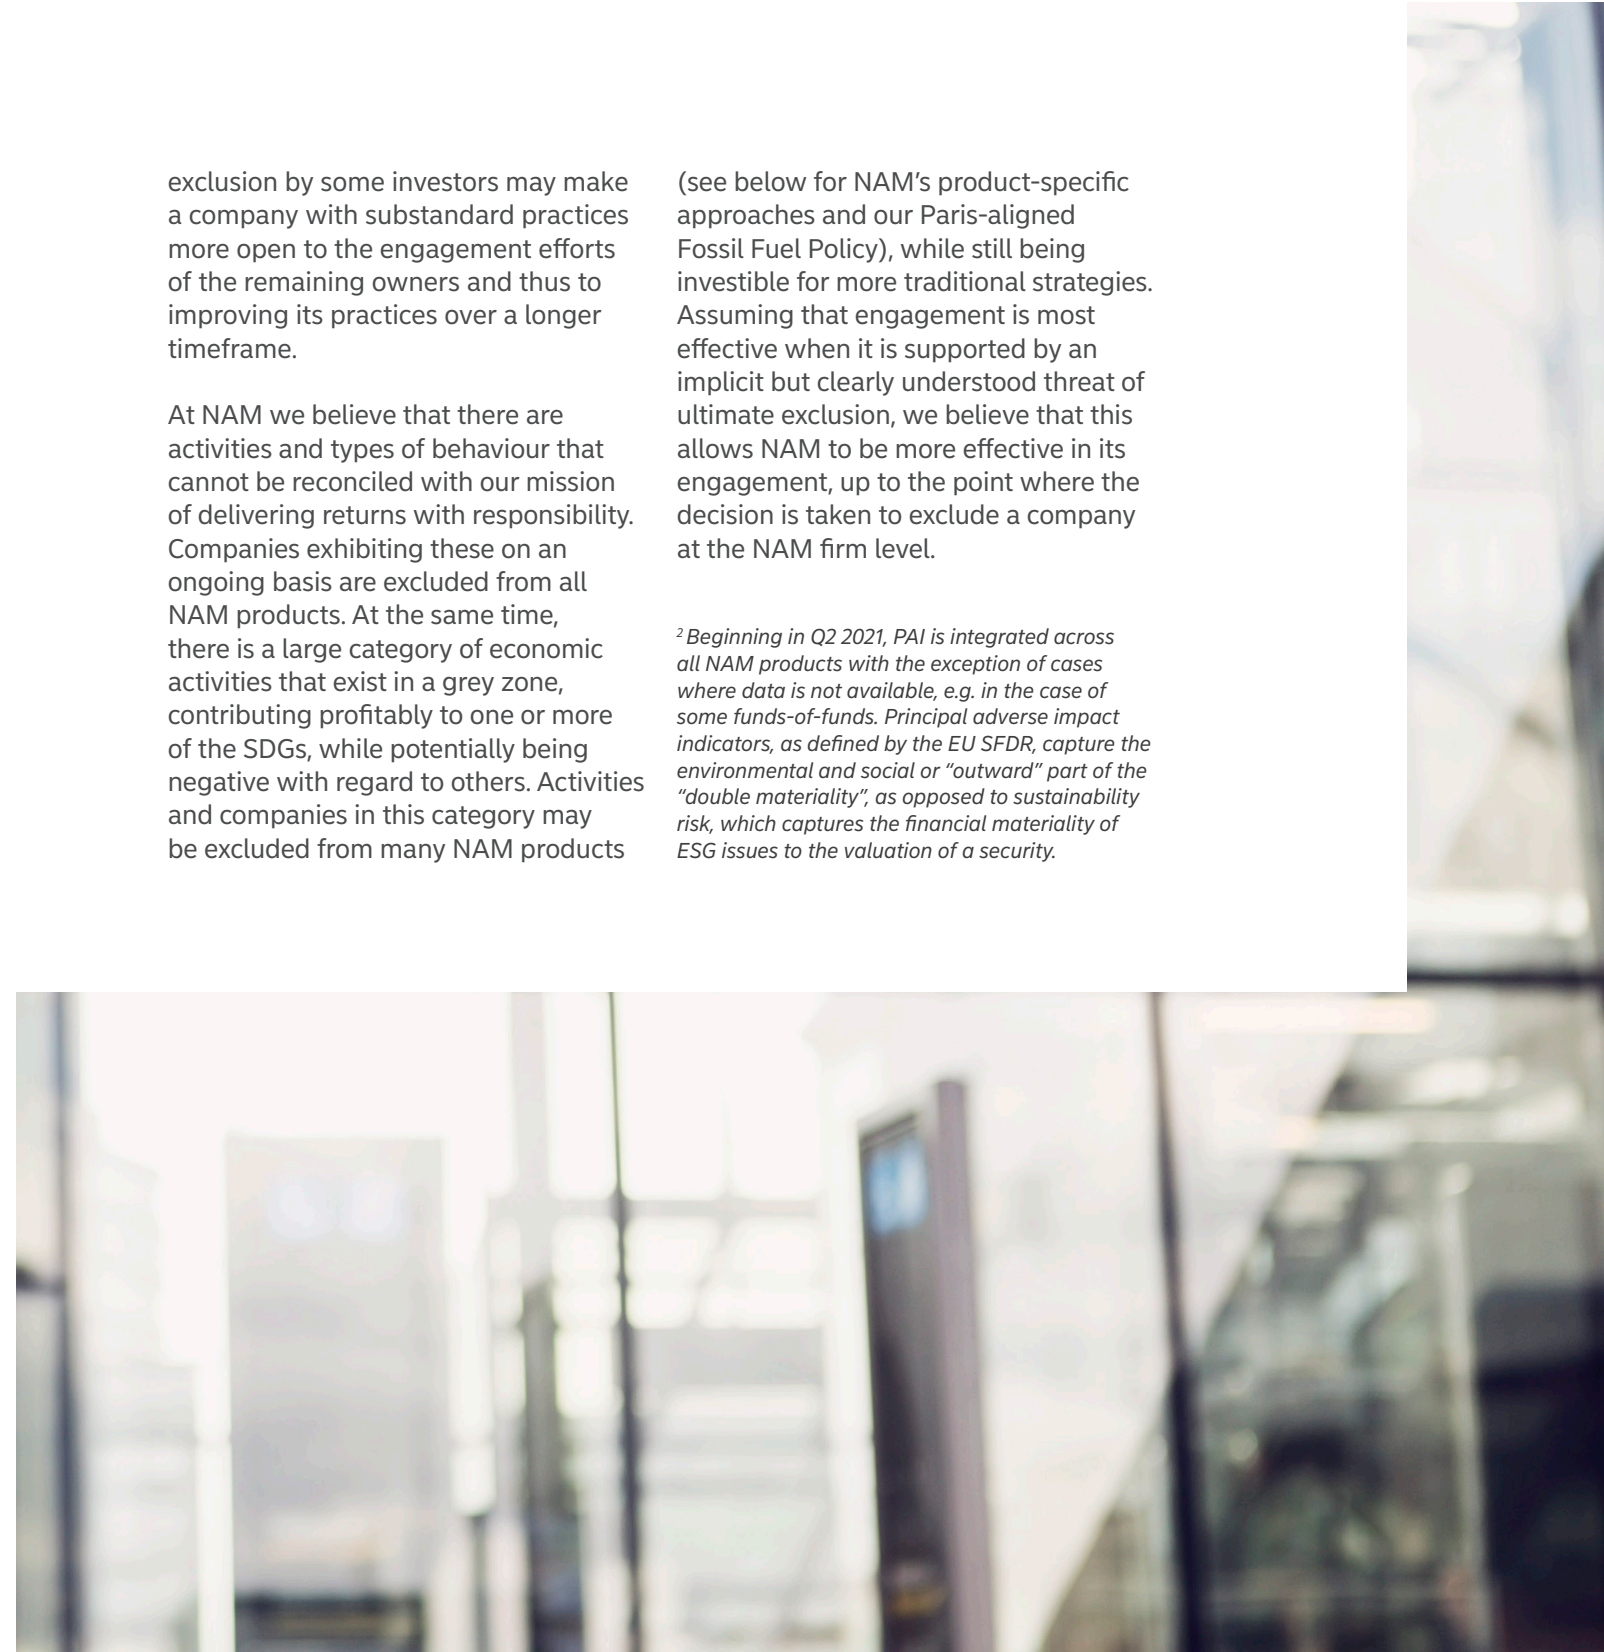 exclusion by some investors may make
a company with substandard practices
more open to the engagement efforts
of the remaining owners and thus to
improving its practices over a longer
timeframe.
At NAM we believe that there are
activities and types of behaviour that
cannot be reconciled with our mission
of delivering returns with responsibility.
Companies exhibiting these on an
ongoing basis are excluded from all
NAM products. At the same time,
there is a large category of economic
activities that exist in a grey zone,
contributing profitably to one or more
of the SDGs, while potentially being
negative with regard to others. Activities
and companies in this category may
be excluded from many NAM products
(see below for NAM’s product-specific
approaches and our Paris-aligned
Fossil Fuel Policy), while still being
investible for more traditional strategies.
Assuming that engagement is most
effective when it is supported by an
implicit but clearly understood threat of
ultimate exclusion, we believe that this
allows NAM to be more effective in its
engagement, up to the point where the
decision is taken to exclude a company
at the NAM firm level.
² Beginning in Q2 2021, PAI is integrated across
all NAM products with the exception of cases
where data is not available, e.g. in the case of
some funds-of-funds. Principal adverse impact
indicators, as defined by the EU SFDR, capture the
environmental and social or “outward” part of the
“double materiality”, as opposed to sustainability
risk, which captures the financial materiality of
ESG issues to the valuation of a security.